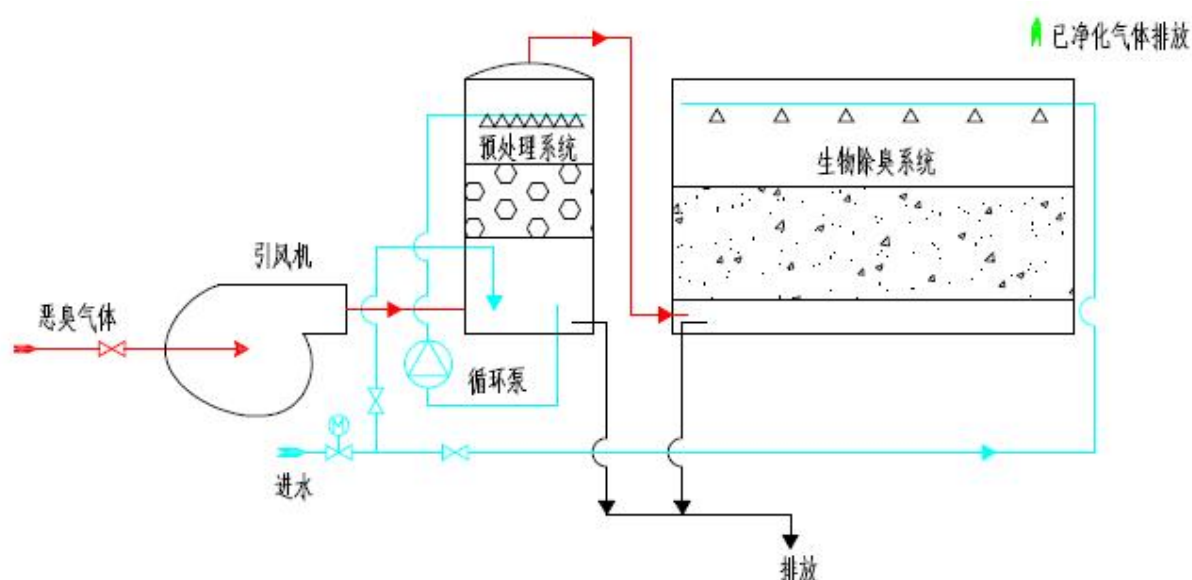 已净化气体排放
预处理系统
生物除臭系统
引风机
恶臭气体
循环泵
M
进水
排放